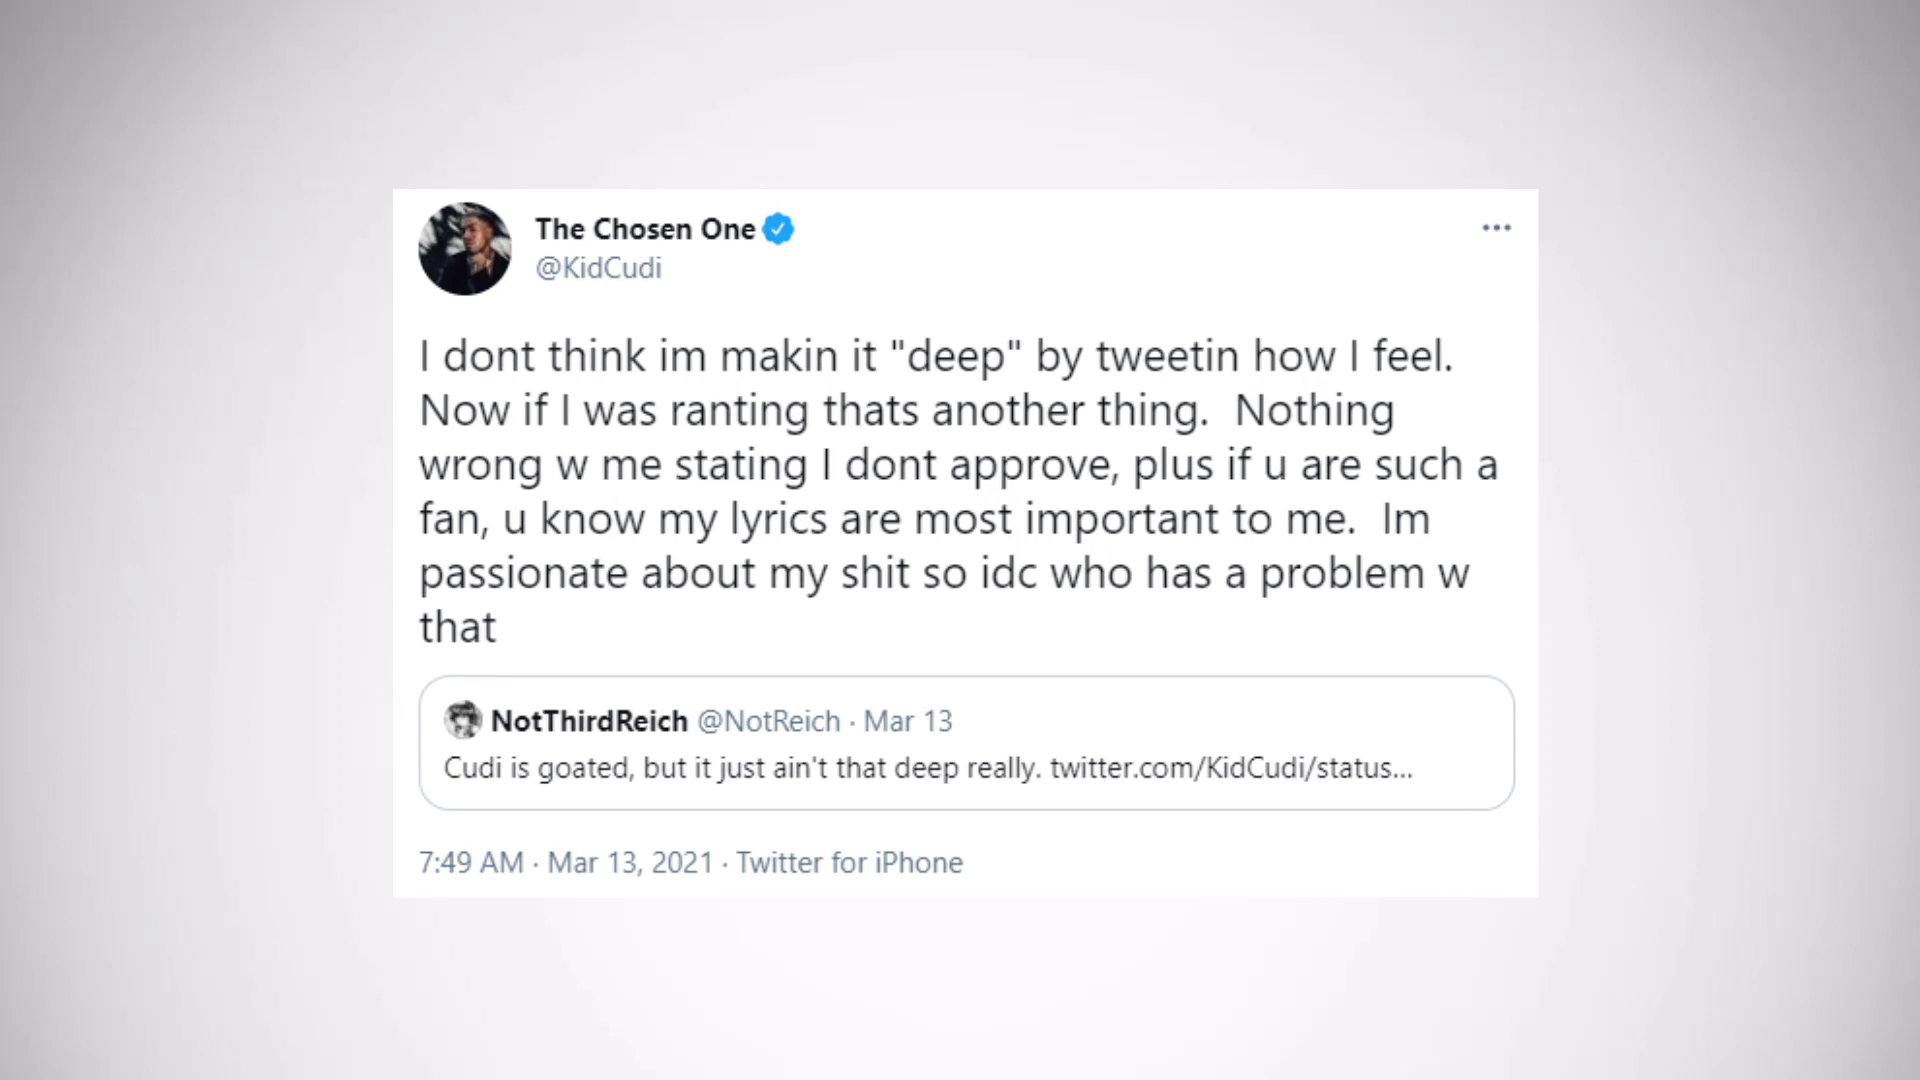 The Chosen One
@KidCudi
I dont think im makin it "deep" by tweetin how I feel.
Now if I was ranting thats another thing.  Nothing
wrong w me stating I dont approve, plus if u are such a
fan, u know my lyrics are most important to me.  Im
passionate about my shit so idc who has a problem w
that
NotThirdReich @NotReich · Mar 13
Cudi is goated, but it just ain't that deep really. twitter.com/KidCudi/status...
7:49 AM · Mar 13, 2021 · Twitter for iPhone